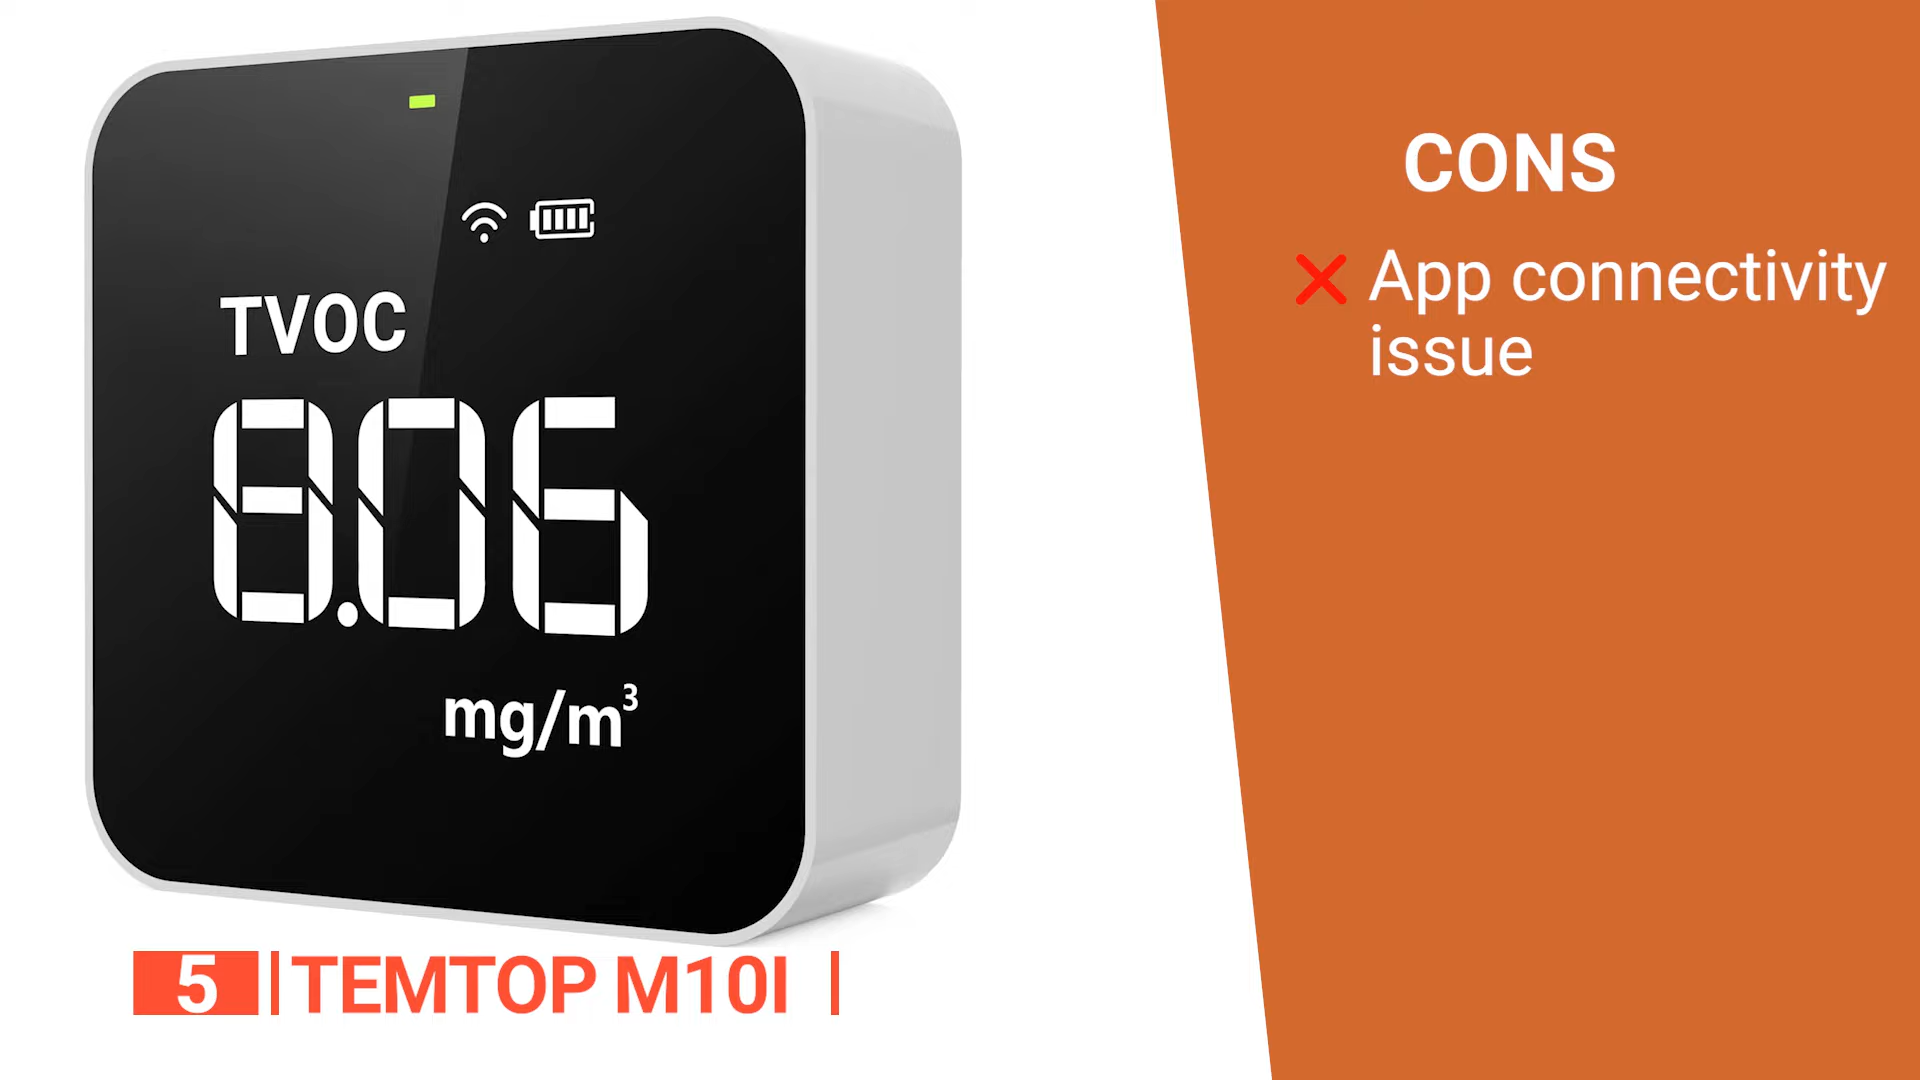 TVOC
8.06
mg/m³
5 TEMTOP M10I
CONS
App connectivity
issue